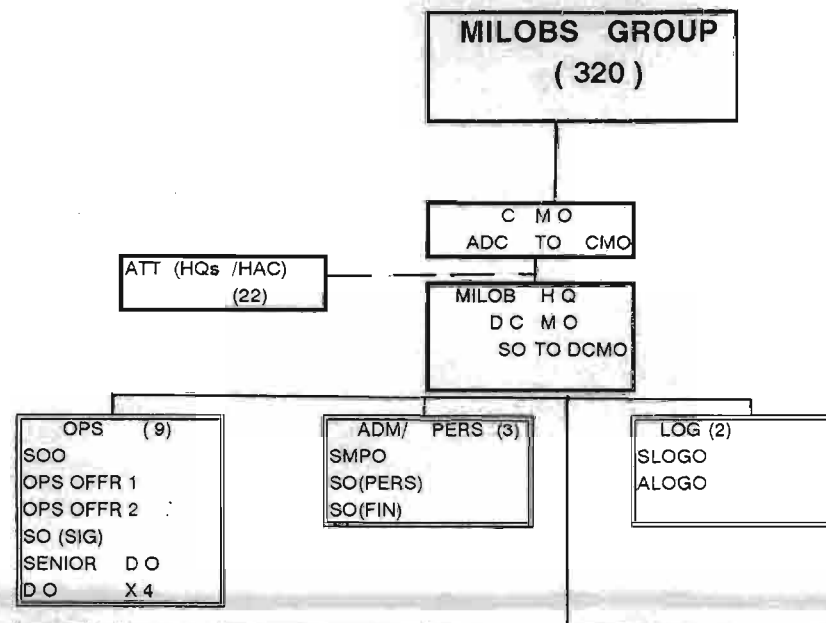 MILOBS GROUP
( 320 )
C M O
ADC TO CMO
ATT (HQs /HAC)
(22)
MILOB H Q
D C M O
SO TO DCMO
OPS (9)
SOO
OPS OFFR 1
OPS OFFR 2
SO (SIG)
SENIOR D O
D O X 4
ADM/ PERS (3)
SMPO
SO(PERS)
SO(FIN)
LOG (2)
SLOGO
ALOGO